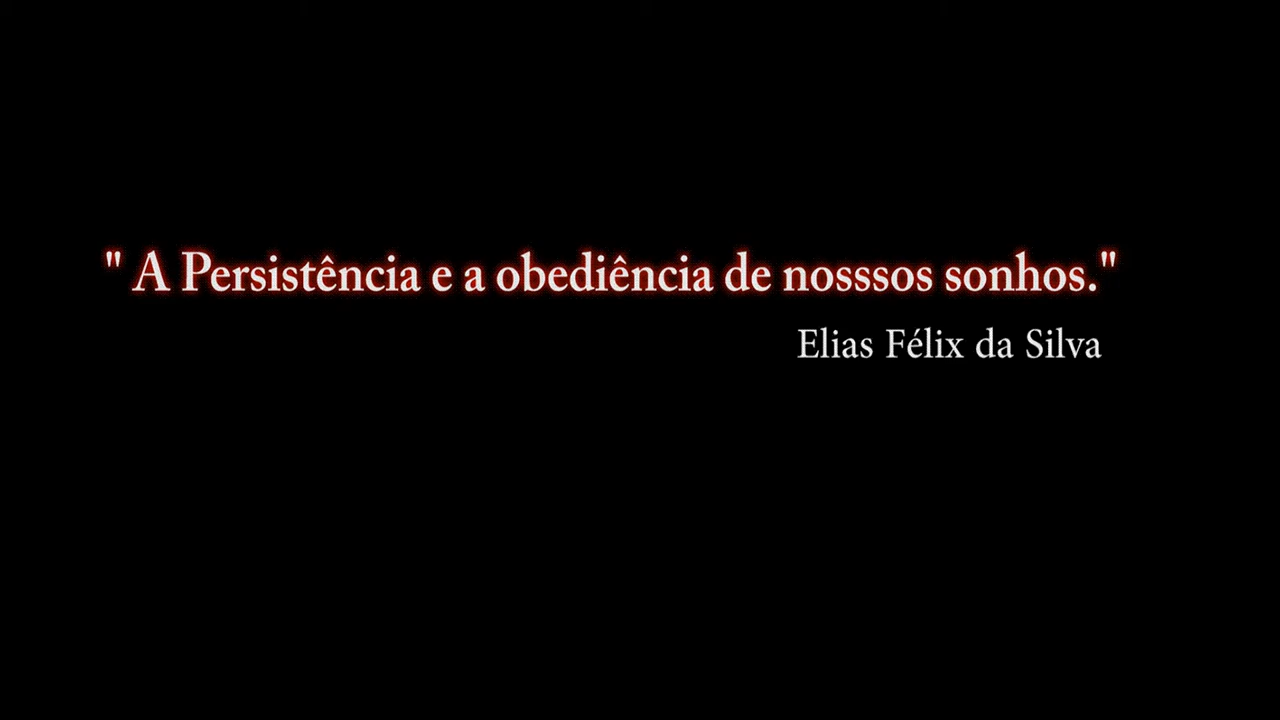 " A Persistência e a obediência de nosssos sonhos."
Elias Félix da Silva